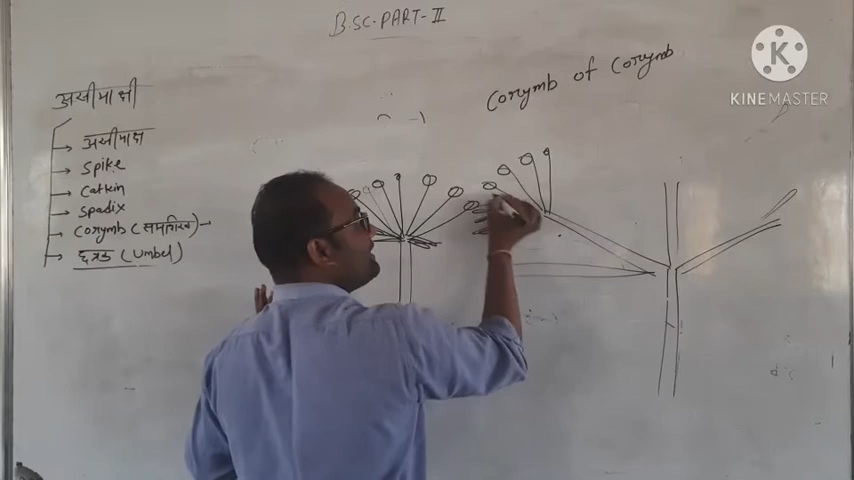 B.SC. PART-II
Corymb of Corymb
KINEMASTER
असीमाक्षी
असीमाक्ष
Spike
Catkin
Spadix
Corymb (समशिख)
छत्रक (Umbel)